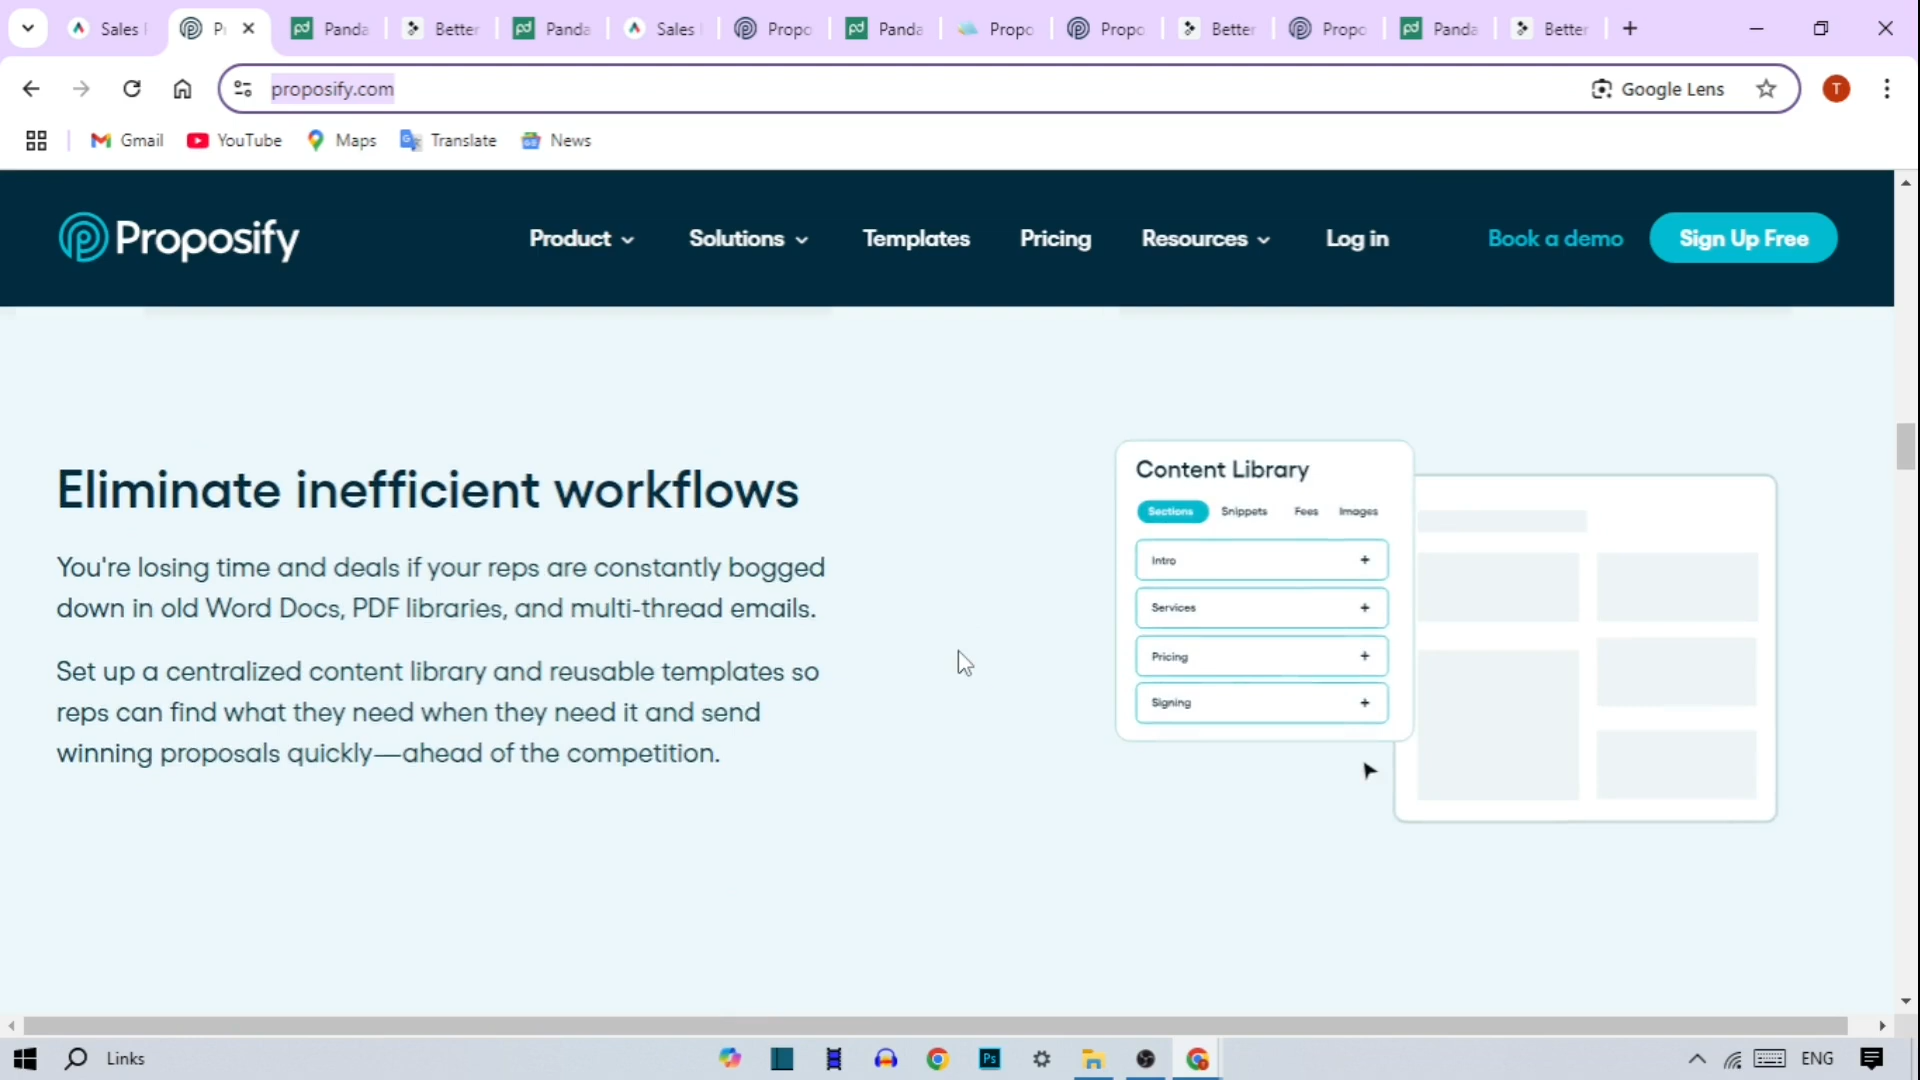 Sales
P
Panda
Better
Panda
Sales
Propo
Panda
Propo
Propo
Better
Propo
Panda
Better
proposify.com
Google Lens
T
Gmail
YouTube
Maps
Translate
News
Proposify
Product
Solutions
Templates
Pricing
Resources
Log in
Book a demo
Sign Up Free
Eliminate inefficient workflows
You're losing time and deals if your reps are constantly bogged
down in old Word Docs, PDF libraries, and multi-thread emails.
Set up a centralized content library and reusable templates so
reps can find what they need when they need it and send
winning proposals quickly—ahead of the competition.
Content Library
Sections Snippets Fees Images
Intro +
Services +
Pricing +
Signing +
Links
Ps
ENG